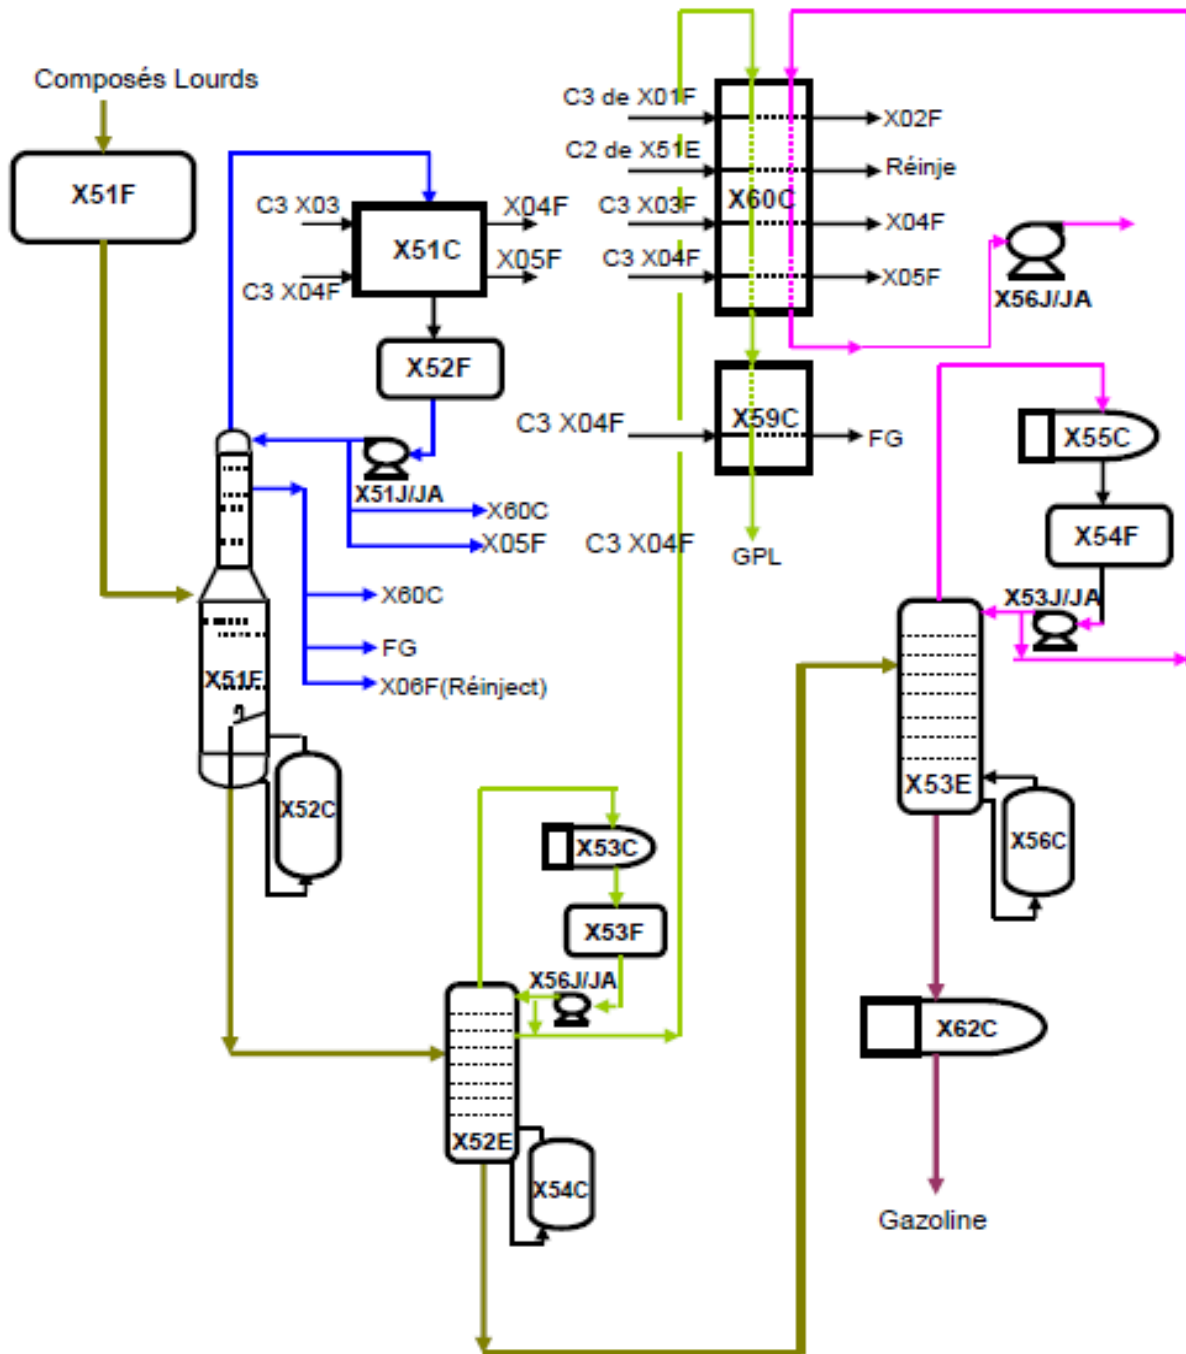 Composés Lourds
X51F
C3 X03
C3 X04F
X51C
X04F
X05F
X52F
X51J/JA
X60C
X05F
X60C
FG
X06F(Réinject)
X51E
X52C
C3 de X01F
C2 de X51E
C3 X03F
C3 X04F
X60C
X02F
Réinje
X04F
X05F
X56J/JA
C3 X04F
X59C
FG
C3 X04F
GPL
X55C
X54F
X53J/JA
X53E
X56C
X53C
X53F
X56J/JA
X52E
X54C
X62C
Gazoline